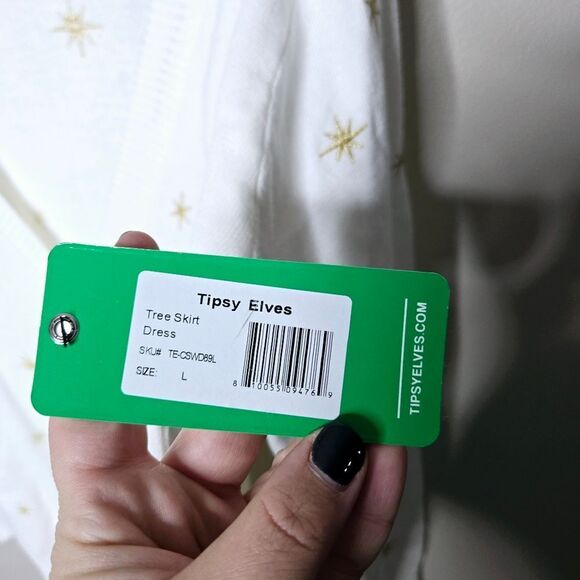 Tipsy Elves
Tree Skirt
Dress
SKU# TE-CSWD89L
SIZE: L
8 10055 09476 9
TIPSYELVES.COM